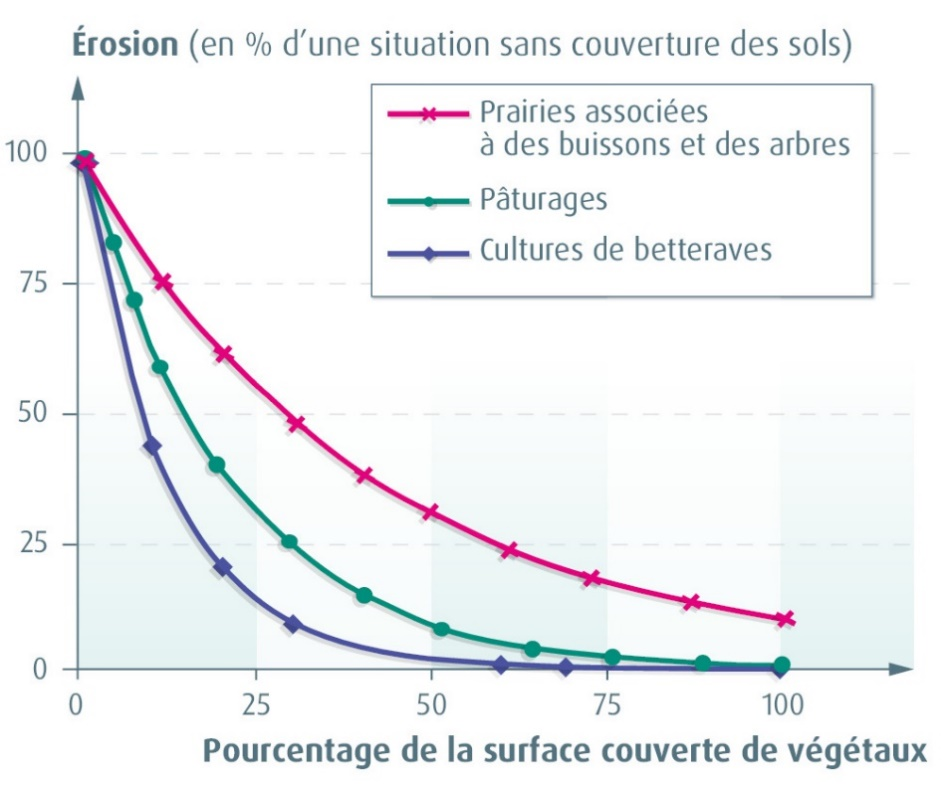 Érosion (en % d’une situation sans couverture des sols)
Prairies associées
à des buissons et des arbres
Pâturages
Cultures de betteraves
100
75
50
25
0
0 25 50 75 100
Pourcentage de la surface couverte de végétaux